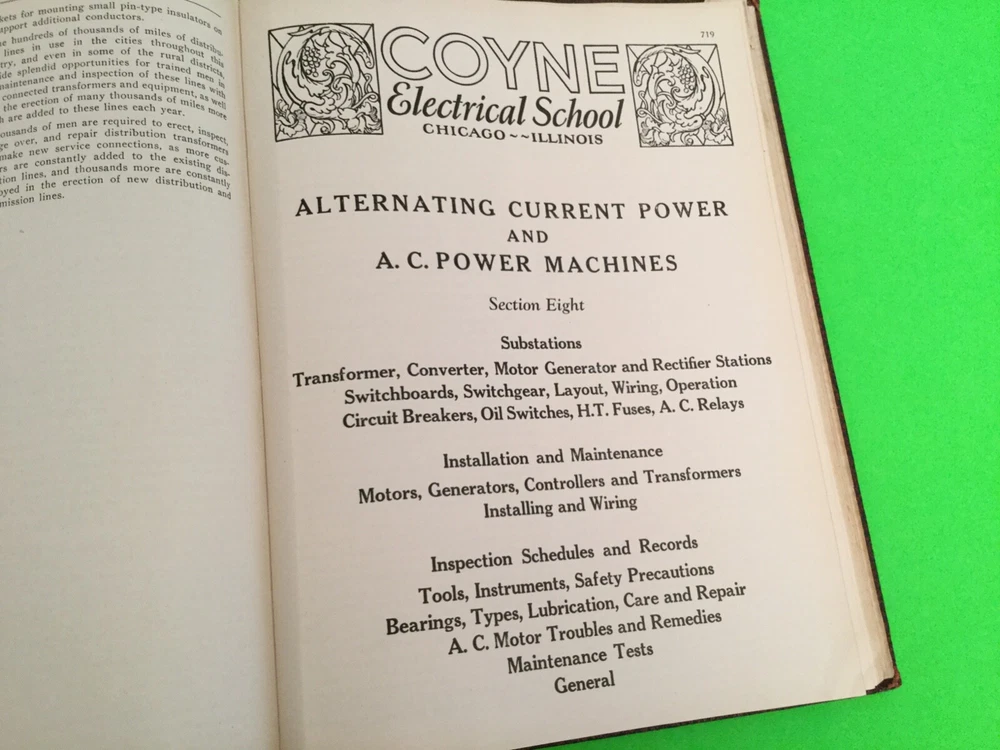 kets for mounting small pin-type insulators on
upport additional conductors.
e hundreds of thousands of miles of distribu-
lines in use in the cities throughout this
try, and even in some of the rural districts,
de splendid opportunities for trained men in
maintenance and inspection of these lines with
connected transformers and equipment, as well
the erection of many thousands of miles more
h are added to these lines each year.
ousands of men are required to erect, inspect,
ge over, and repair distribution transformers
make new service connections, as more cus-
rs are constantly added to the existing dis-
tion lines, and thousands more are constantly
oyed in the erection of new distribution and
mission lines.
719
COYNE
Electrical School
CHICAGO ~~ ILLINOIS
ALTERNATING CURRENT POWER
AND
A. C. POWER MACHINES
Section Eight
Substations
Transformer, Converter, Motor Generator and Rectifier Stations
Switchboards, Switchgear, Layout, Wiring, Operation
Circuit Breakers, Oil Switches, H.T. Fuses, A. C. Relays
Installation and Maintenance
Motors, Generators, Controllers and Transformers
Installing and Wiring
Inspection Schedules and Records
Tools, Instruments, Safety Precautions
Bearings, Types, Lubrication, Care and Repair
A. C. Motor Troubles and Remedies
Maintenance Tests
General